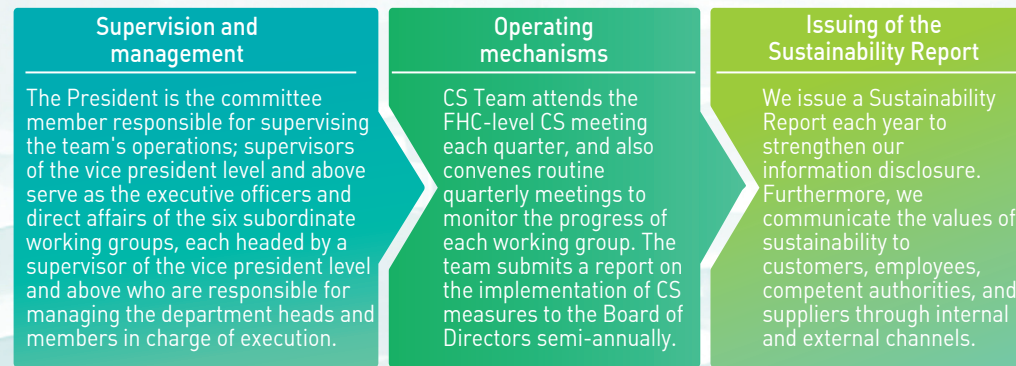 Supervision and
management
The President is the committee
member responsible for supervising
the team's operations; supervisors
of the vice president level and above
serve as the executive officers and
direct affairs of the six subordinate
working groups, each headed by a
supervisor of the vice president level
and above who are responsible for
managing the department heads and
members in charge of execution.
Operating
mechanisms
CS Team attends the
FHC-level CS meeting
each quarter, and also
convenes routine
quarterly meetings to
monitor the progress of
each working group. The
team submits a report on
the implementation of CS
measures to the Board of
Directors semi-annually.
Issuing of the
Sustainability Report
We issue a Sustainability
Report each year to
strengthen our
information disclosure.
Furthermore, we
communicate the values of
sustainability to
customers, employees,
competent authorities, and
suppliers through internal
and external channels.